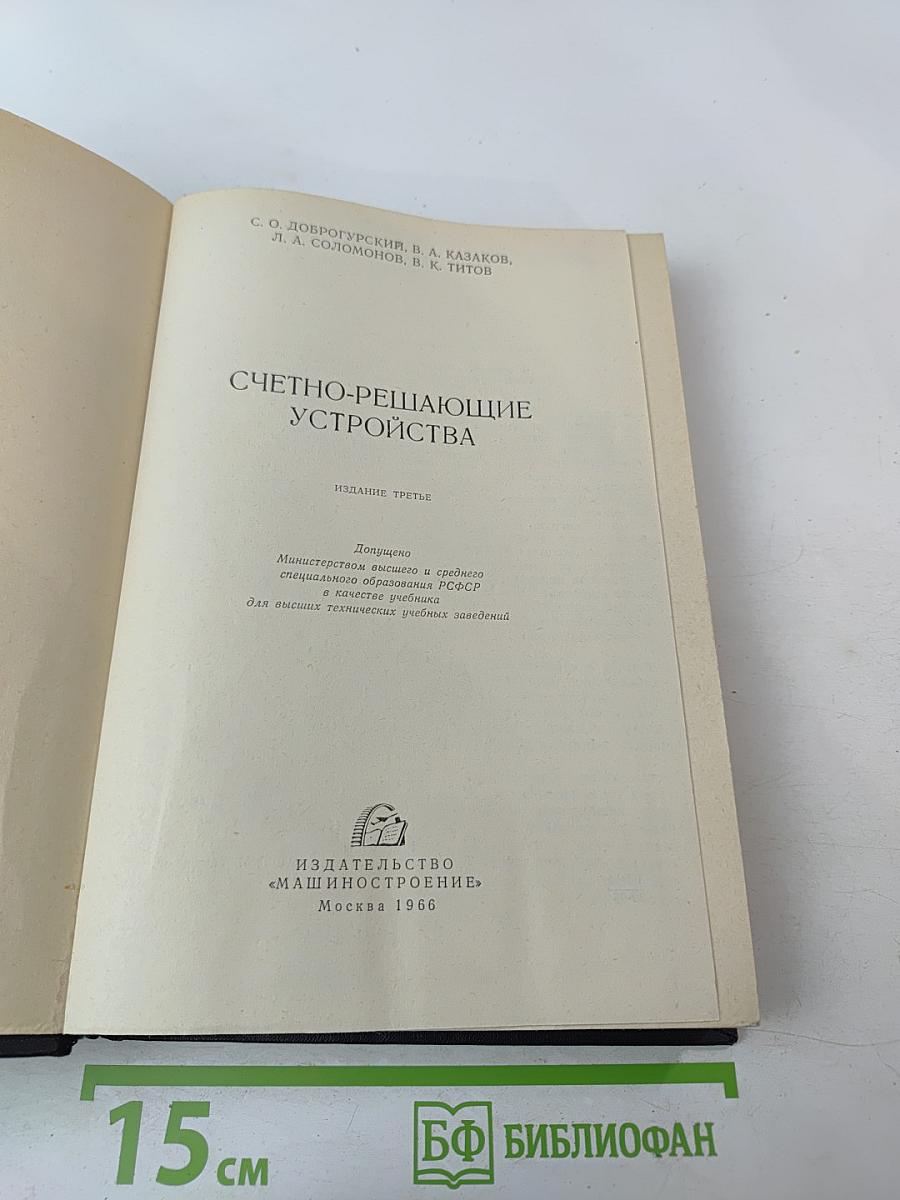 С. О. ДОБРОГУРСКИЙ, В. А. КАЗАКОВ,
Л. А. СОЛОМОНОВ, В. К. ТИТОВ
СЧЕТНО-РЕШАЮЩИЕ
УСТРОЙСТВА
ИЗДАНИЕ ТРЕТЬЕ
Допущено
Министерством высшего и среднего
специального образования РСФСР
в качестве учебника
для высших технических учебных заведений
ИЗДАТЕЛЬСТВО
«МАШИНОСТРОЕНИЕ»
Москва 1966
15 см
БФ БИБЛИОФАН